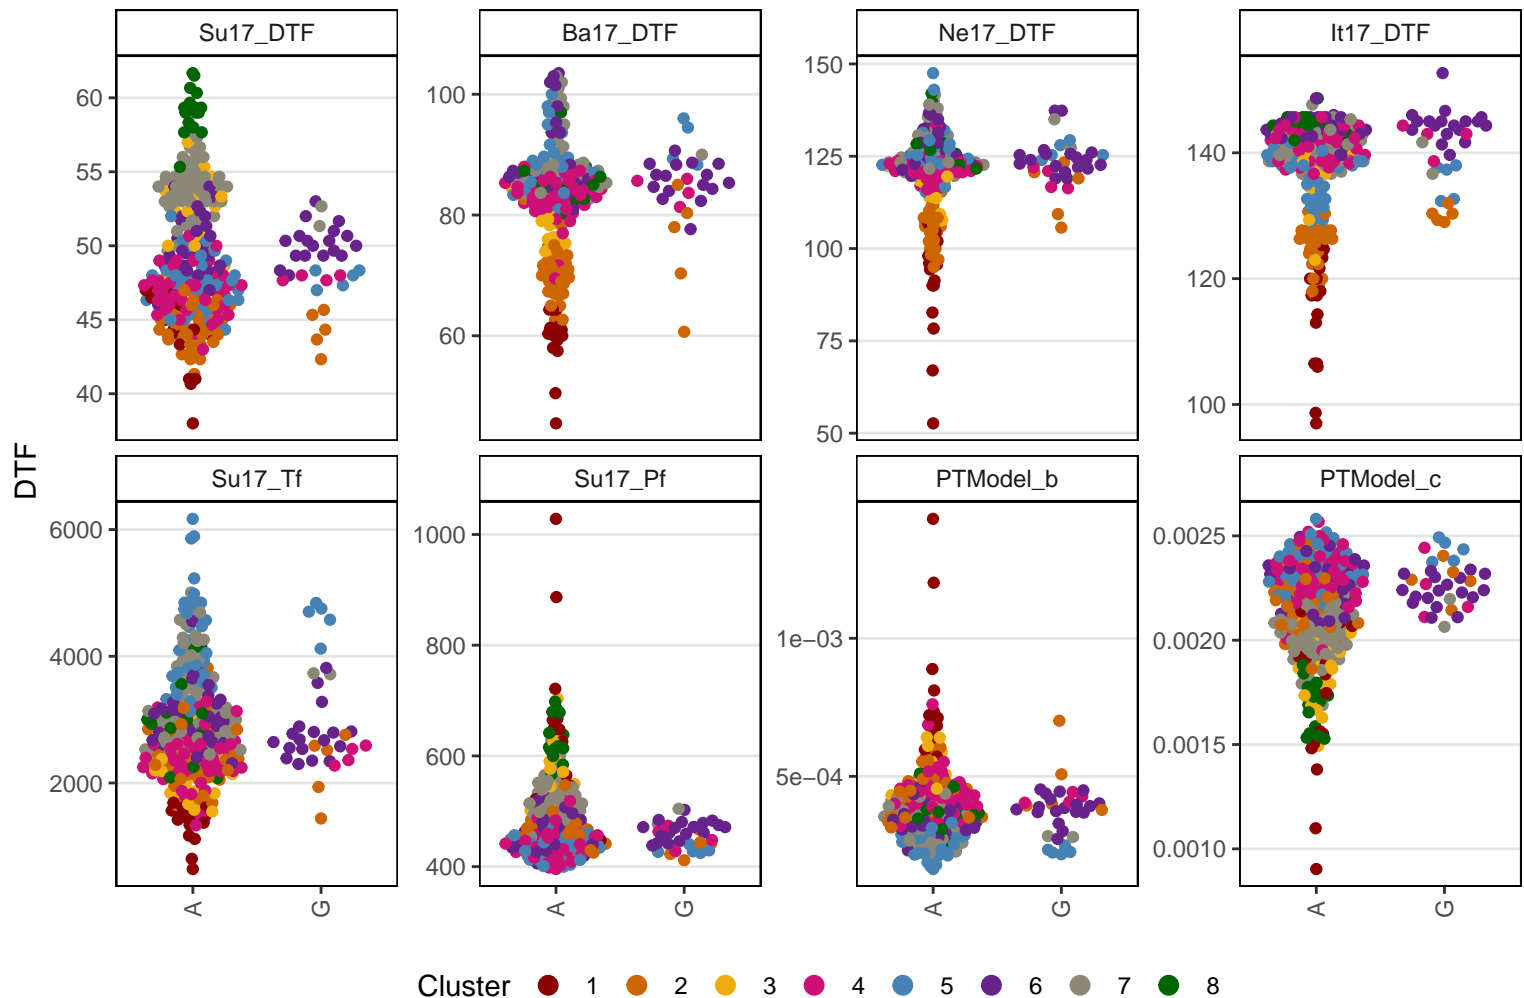 Su17_DTF
Ba17_DTF
Ne17_DTF
It17_DTF
60
55
50
45
40
100
80
60
150
125
100
75
50
140
120
100
DTF
Su17_Tf
Su17_Pf
PTModel_b
PTModel_c
6000
4000
2000
1000
800
600
400
1e−03
5e−04
0.0025
0.0020
0.0015
0.0010
A G A G A G A G
Cluster 1 2 3 4 5 6 7 8